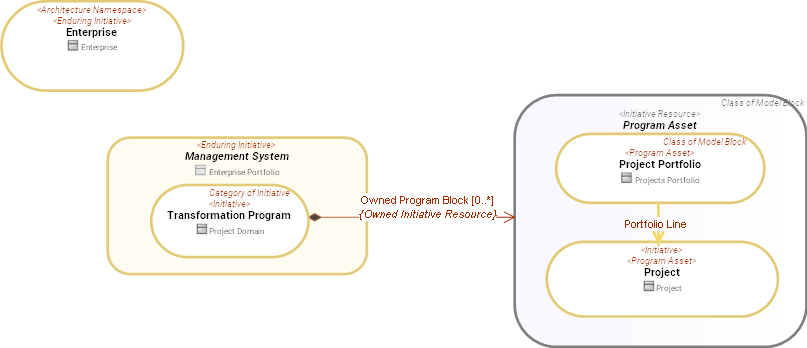 <Architecture Namespace>
<Enduring Initiative>
Enterprise
Enterprise
<Enduring Initiative>
Management System
Enterprise Portfolio
Category of Initiative
<Initiative>
Transformation Program
Project Domain
Owned Program Block [0..*]
{Owned Initiative Resource}
Class of Model Block
<Initiative Resource>
Program Asset
Class of Model Block
<Program Asset>
Project Portfolio
Projects Portfolio
Portfolio Line
<Initiative>
<Program Asset>
Project
Project